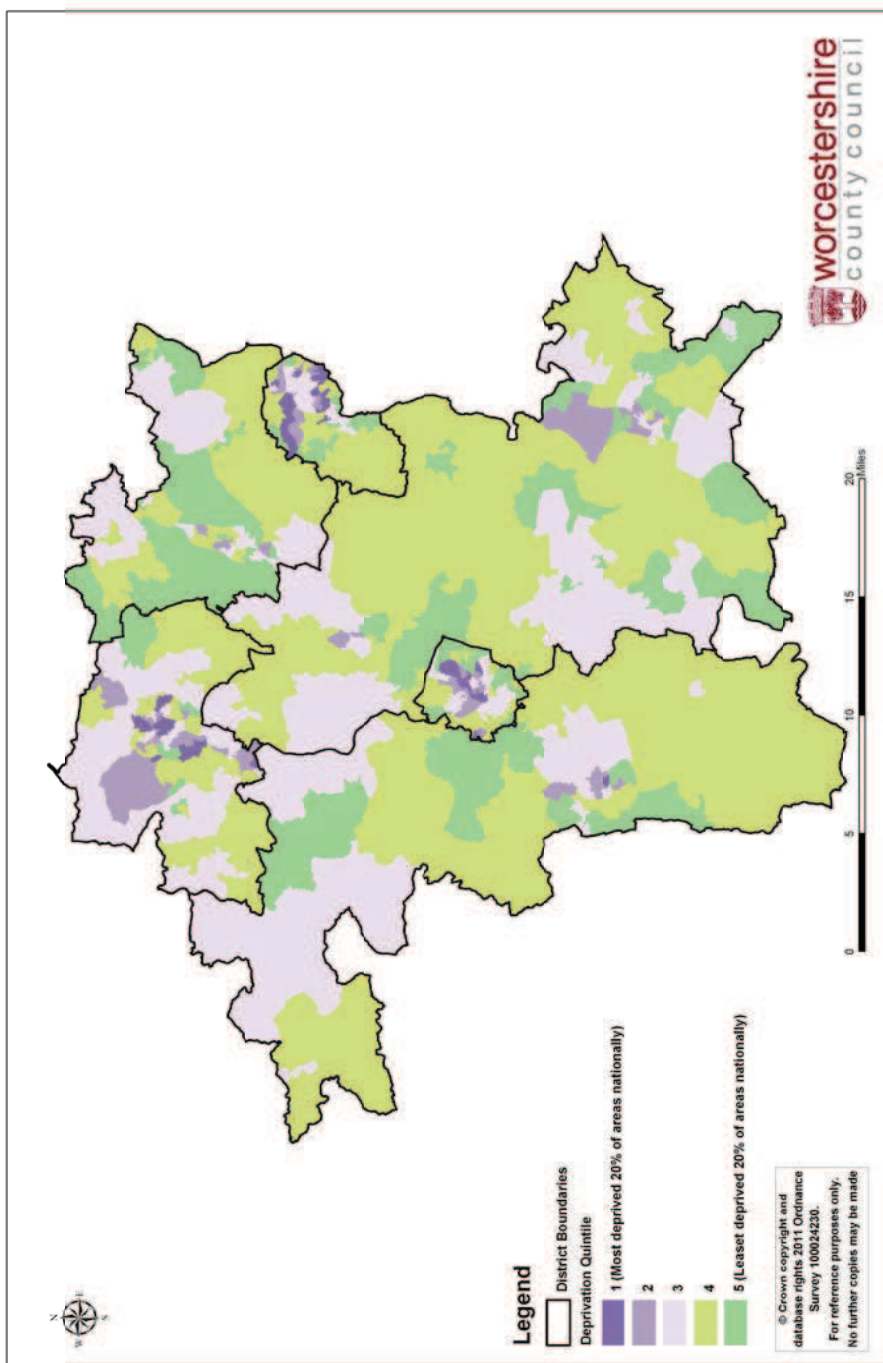 N
W E
S
worcestershire
county council
Legend
District Boundaries
Deprivation Quintile
1 (Most deprived 20% of areas nationally)
2
3
4
5 (Leaset deprived 20% of areas nationally)
0 5 10 15 20
Miles
© Crown copyright and
database rights 2011 Ordnance
Survey 100024230.
For reference purposes only.
No further copies may be made